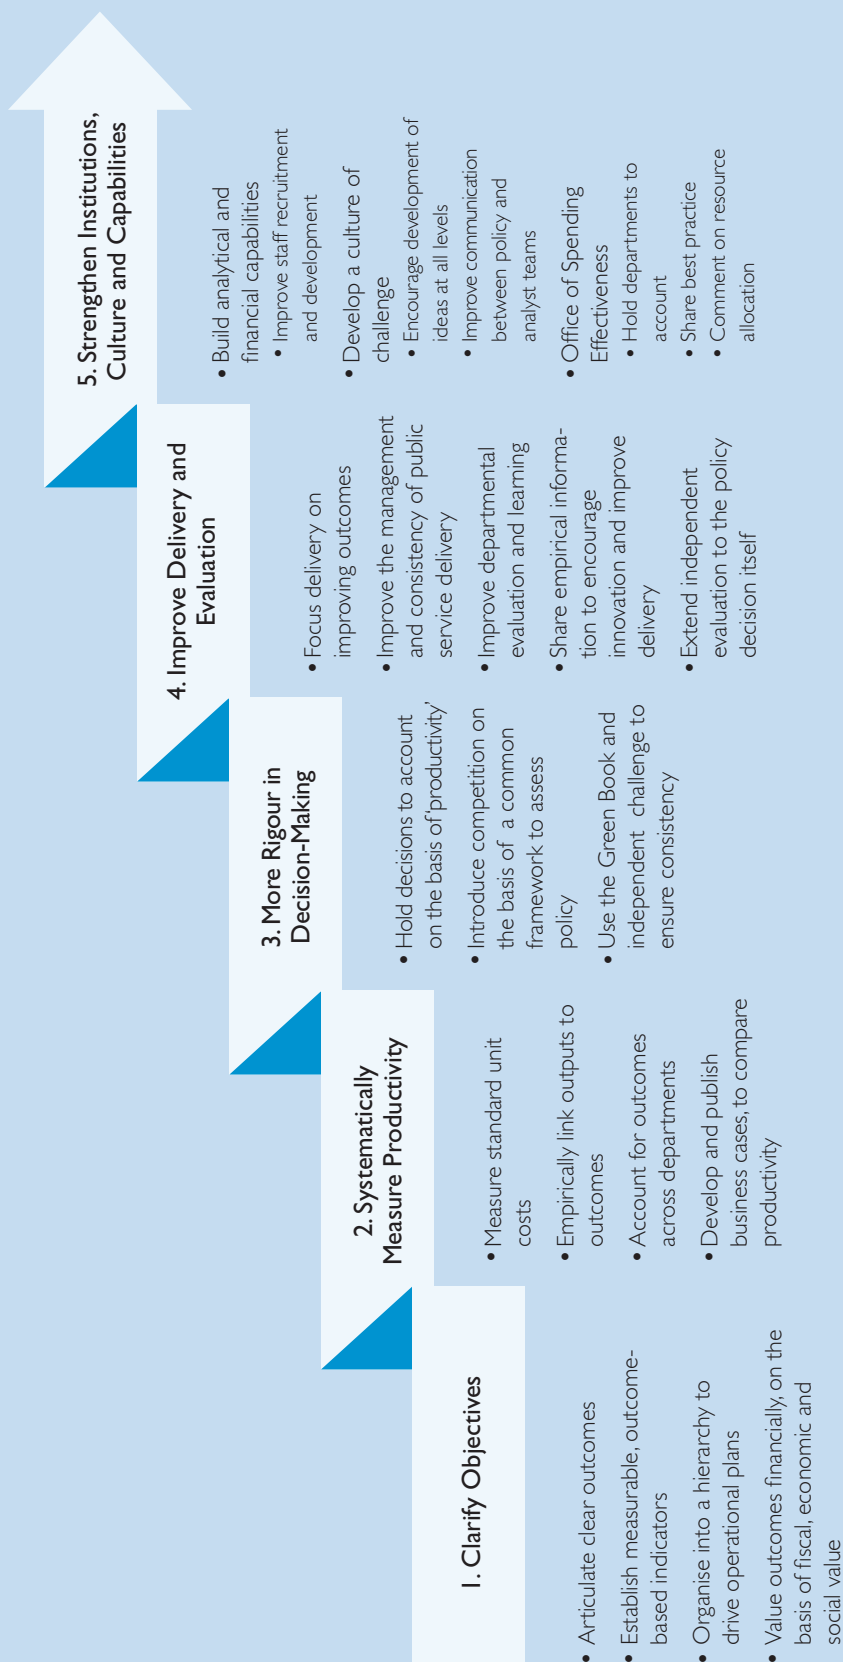 1. Clarify Objectives
• Articulate clear outcomes
• Establish measurable, outcome-
based indicators
• Organise into a hierarchy to
drive operational plans
• Value outcomes financially, on the
basis of fiscal, economic and
social value
2. Systematically
Measure Productivity
• Measure standard unit
costs
• Empirically link outputs to
outcomes
• Account for outcomes
across departments
• Develop and publish
business cases, to compare
productivity
3. More Rigour in
Decision-Making
• Hold decisions to account
on the basis of 'productivity'
• Introduce competition on
the basis of a common
framework to assess
policy
• Use the Green Book and
independent challenge to
ensure consistency
4. Improve Delivery and
Evaluation
• Focus delivery on
improving outcomes
• Improve the management
and consistency of public
service delivery
• Improve departmental
evaluation and learning
• Share empirical informa-
tion to encourage
innovation and improve
delivery
• Extend independent
evaluation to the policy
decision itself
5. Strengthen Institutions,
Culture and Capabilities
• Build analytical and
financial capabilities
• Improve staff recruitment
and development
• Develop a culture of
challenge
• Encourage development of
ideas at all levels
• Improve communication
between policy and
analyst teams
• Office of Spending
Effectiveness
• Hold departments to
account
• Share best practice
• Comment on resource
allocation